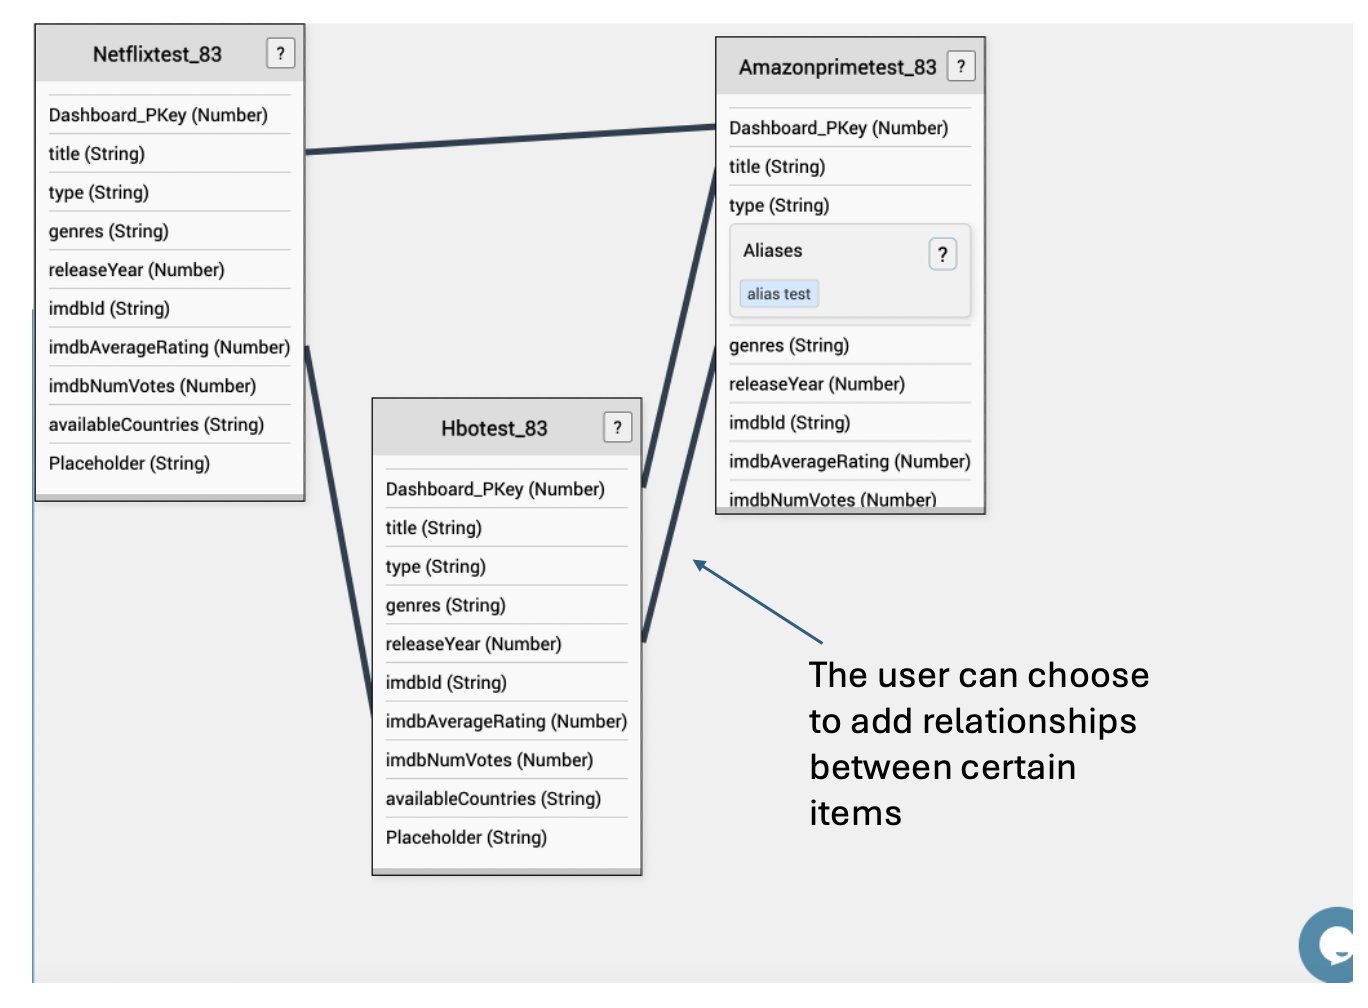 Netflixtest_83 ?
Dashboard_PKey (Number)
title (String)
type (String)
genres (String)
releaseYear (Number)
imdbId (String)
imdbAverageRating (Number)
imdbNumVotes (Number)
availableCountries (String)
Placeholder (String)
Hbotest_83 ?
Dashboard_PKey (Number)
title (String)
type (String)
genres (String)
releaseYear (Number)
imdbId (String)
imdbAverageRating (Number)
imdbNumVotes (Number)
availableCountries (String)
Placeholder (String)
Amazonprimetest_83 ?
Dashboard_PKey (Number)
title (String)
type (String)
Aliases ?
alias test
genres (String)
releaseYear (Number)
imdbId (String)
imdbAverageRating (Number)
imdbNumVotes (Number)
The user can choose
to add relationships
between certain
items